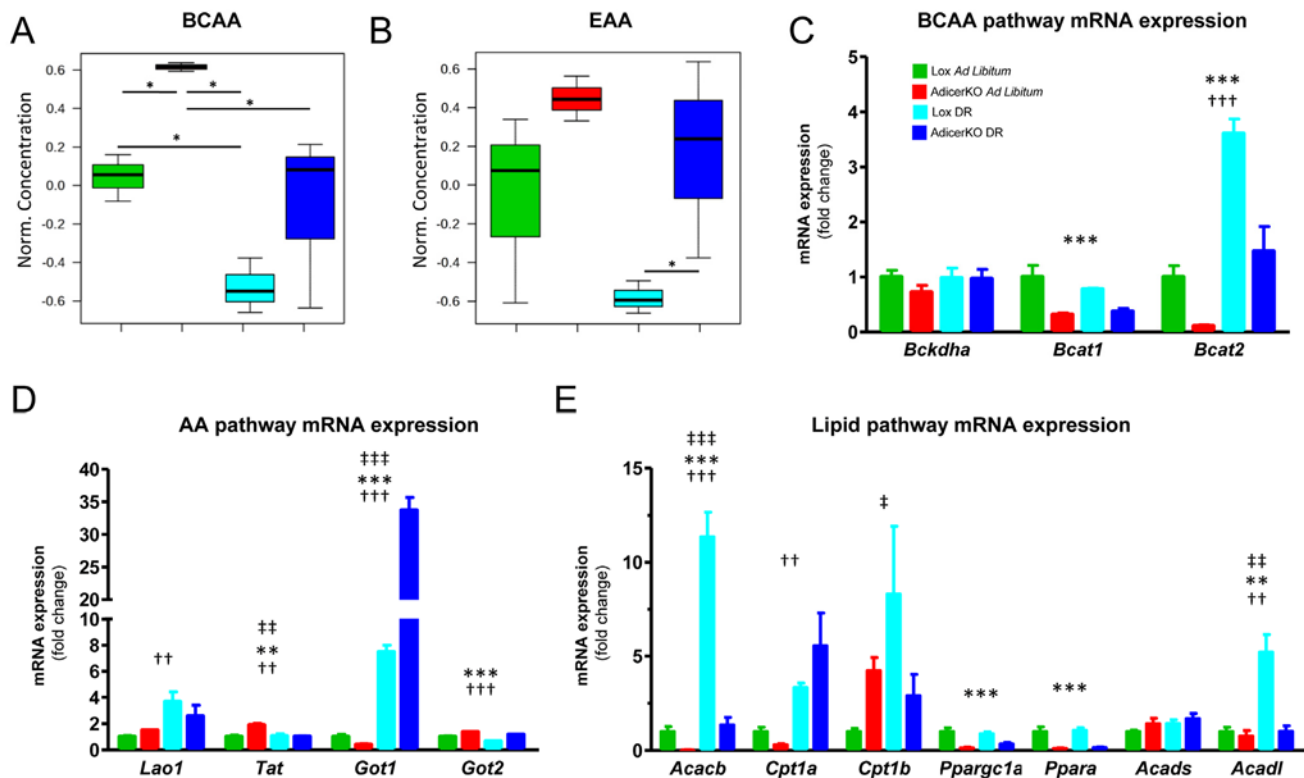 A
BCAA
Norm. Concentration
0.6
0.4
0.2
0.0
-0.2
-0.4
-0.6
*
*
*
*
B
EAA
Norm. Concentration
0.6
0.4
0.2
0.0
-0.2
-0.4
-0.6
*
C
BCAA pathway mRNA expression
mRNA expression
(fold change)
5
4
3
2
1
0
Lox Ad Libitum
AdicerKO Ad Libitum
Lox DR
AdicerKO DR
***
***
†††
Bckdha
Bcat1
Bcat2
D
AA pathway mRNA expression
mRNA expression
(fold change)
40
35
30
25
20
8
6
4
2
0
††
‡‡
**
††
‡‡‡
***
†††
***
†††
Lao1
Tat
Got1
Got2
E
Lipid pathway mRNA expression
mRNA expression
(fold change)
15
10
5
0
‡‡‡
***
†††
††
‡
***
***
‡‡
**
††
Acacb
Cpt1a
Cpt1b
Ppargc1a
Ppara
Acads
Acadl